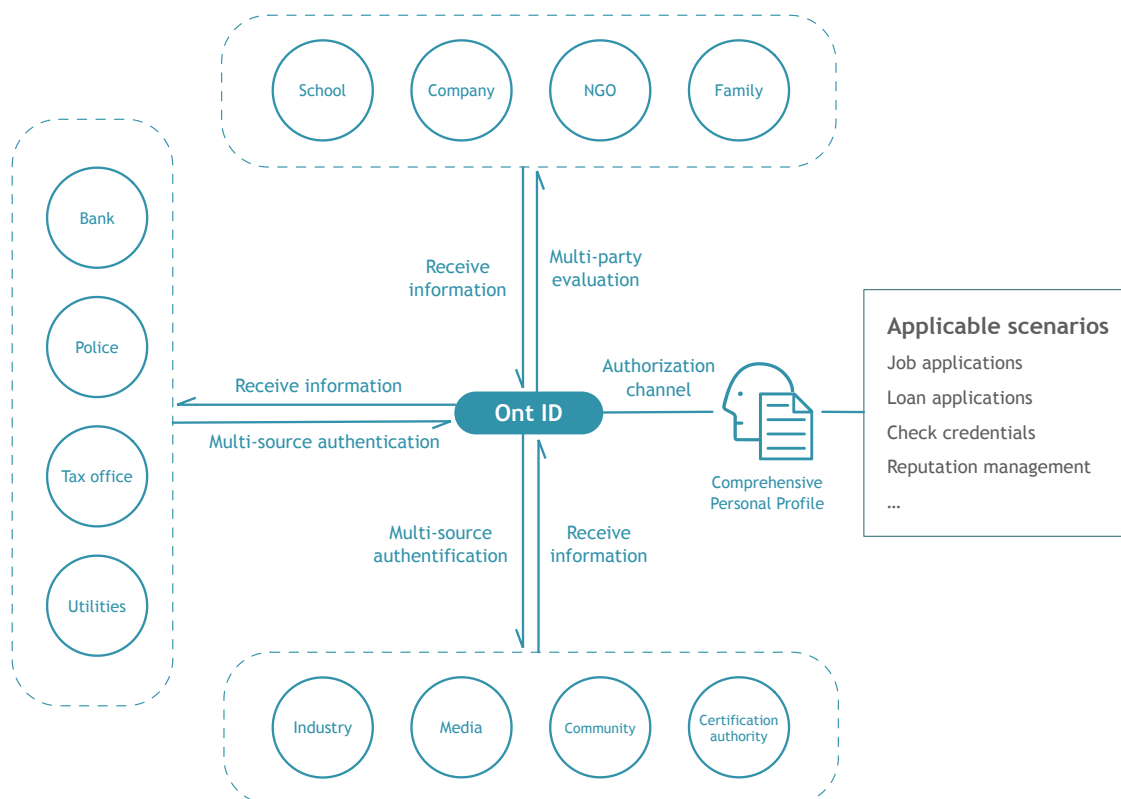 School
Company
NGO
Family
Bank
Police
Tax office
Utilities
Receive
information
Multi-party
evaluation
Receive information
Multi-source authentication
Ont ID
Authorization
channel
Comprehensive
Personal Profile
Applicable scenarios
Job applications
Loan applications
Check credentials
Reputation management
...
Multi-source
authentification
Receive
information
Industry
Media
Community
Certification
authority